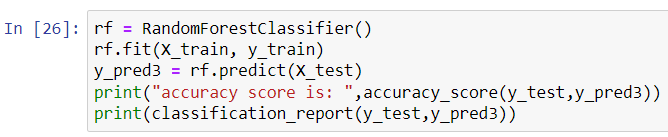 In [26]: rf = RandomForestClassifier()
rf.fit(X_train, y_train)
y_pred3 = rf.predict(X_test)
print("accuracy score is: ",accuracy_score(y_test,y_pred3))
print(classification_report(y_test,y_pred3))